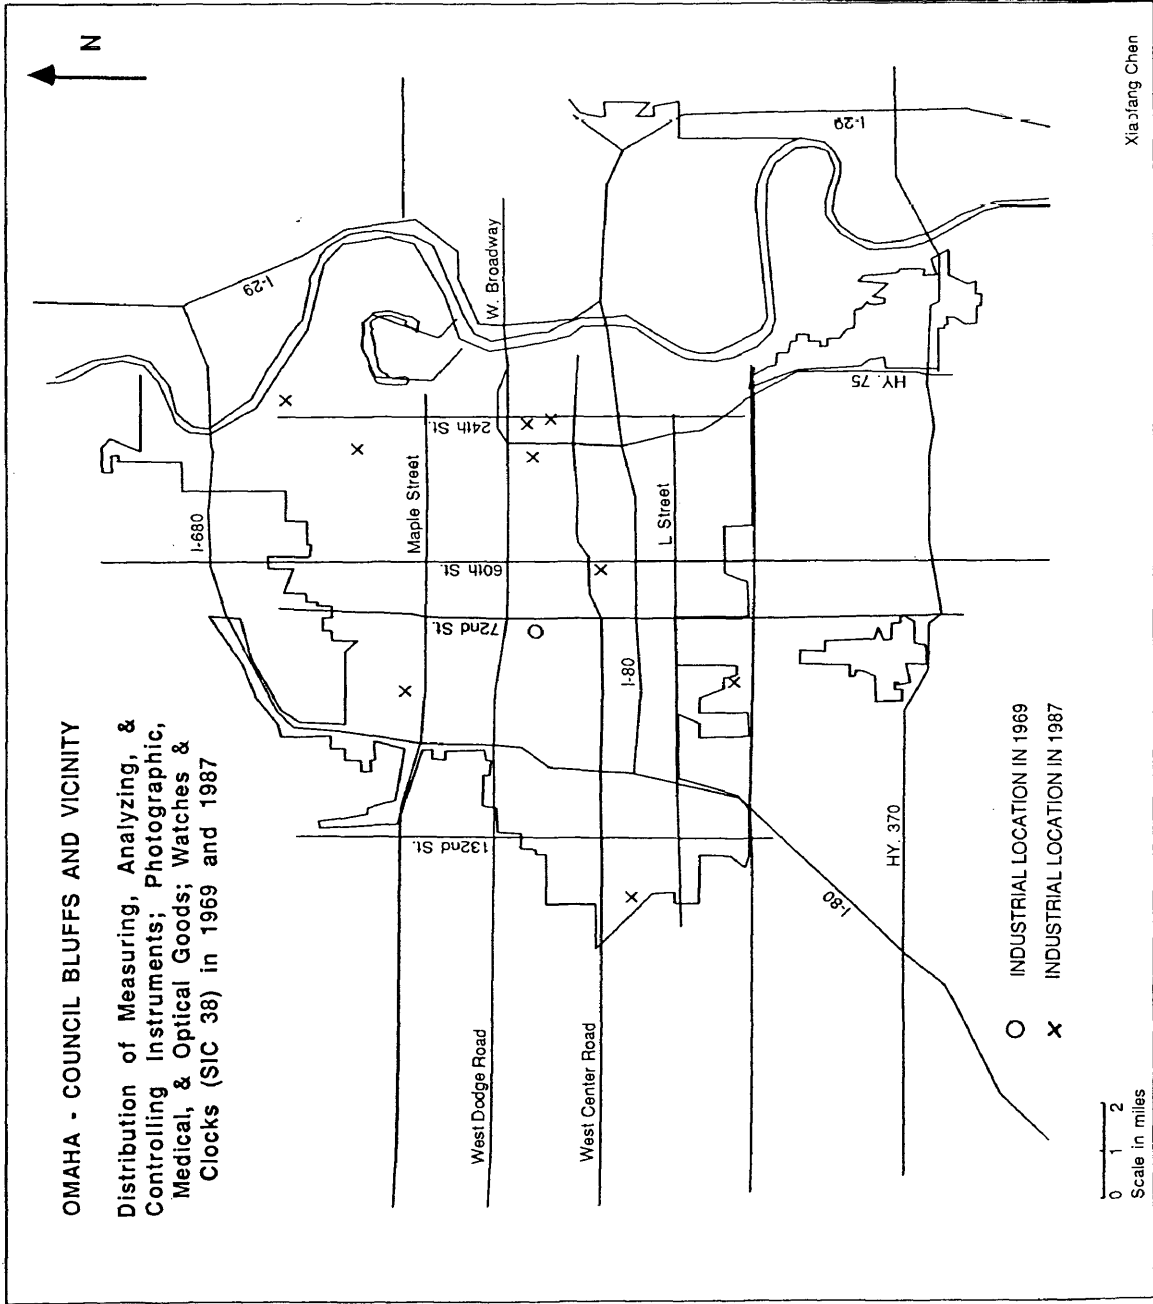 OMAHA - COUNCIL BLUFFS AND VICINITY
Distribution of Measuring, Analyzing, &
Controlling Instruments; Photographic,
Medical, & Optical Goods; Watches &
Clocks (SIC 38) in 1969 and 1987
N
I-680
I-29
Maple Street
24th St.
60th St.
72nd St.
132nd St.
W. Broadway
West Dodge Road
West Center Road
I-80
L Street
I-29
HY. 75
HY. 370
I-80
INDUSTRIAL LOCATION IN 1969
INDUSTRIAL LOCATION IN 1987
0 1 2
Scale in miles
Xiaofang Chen